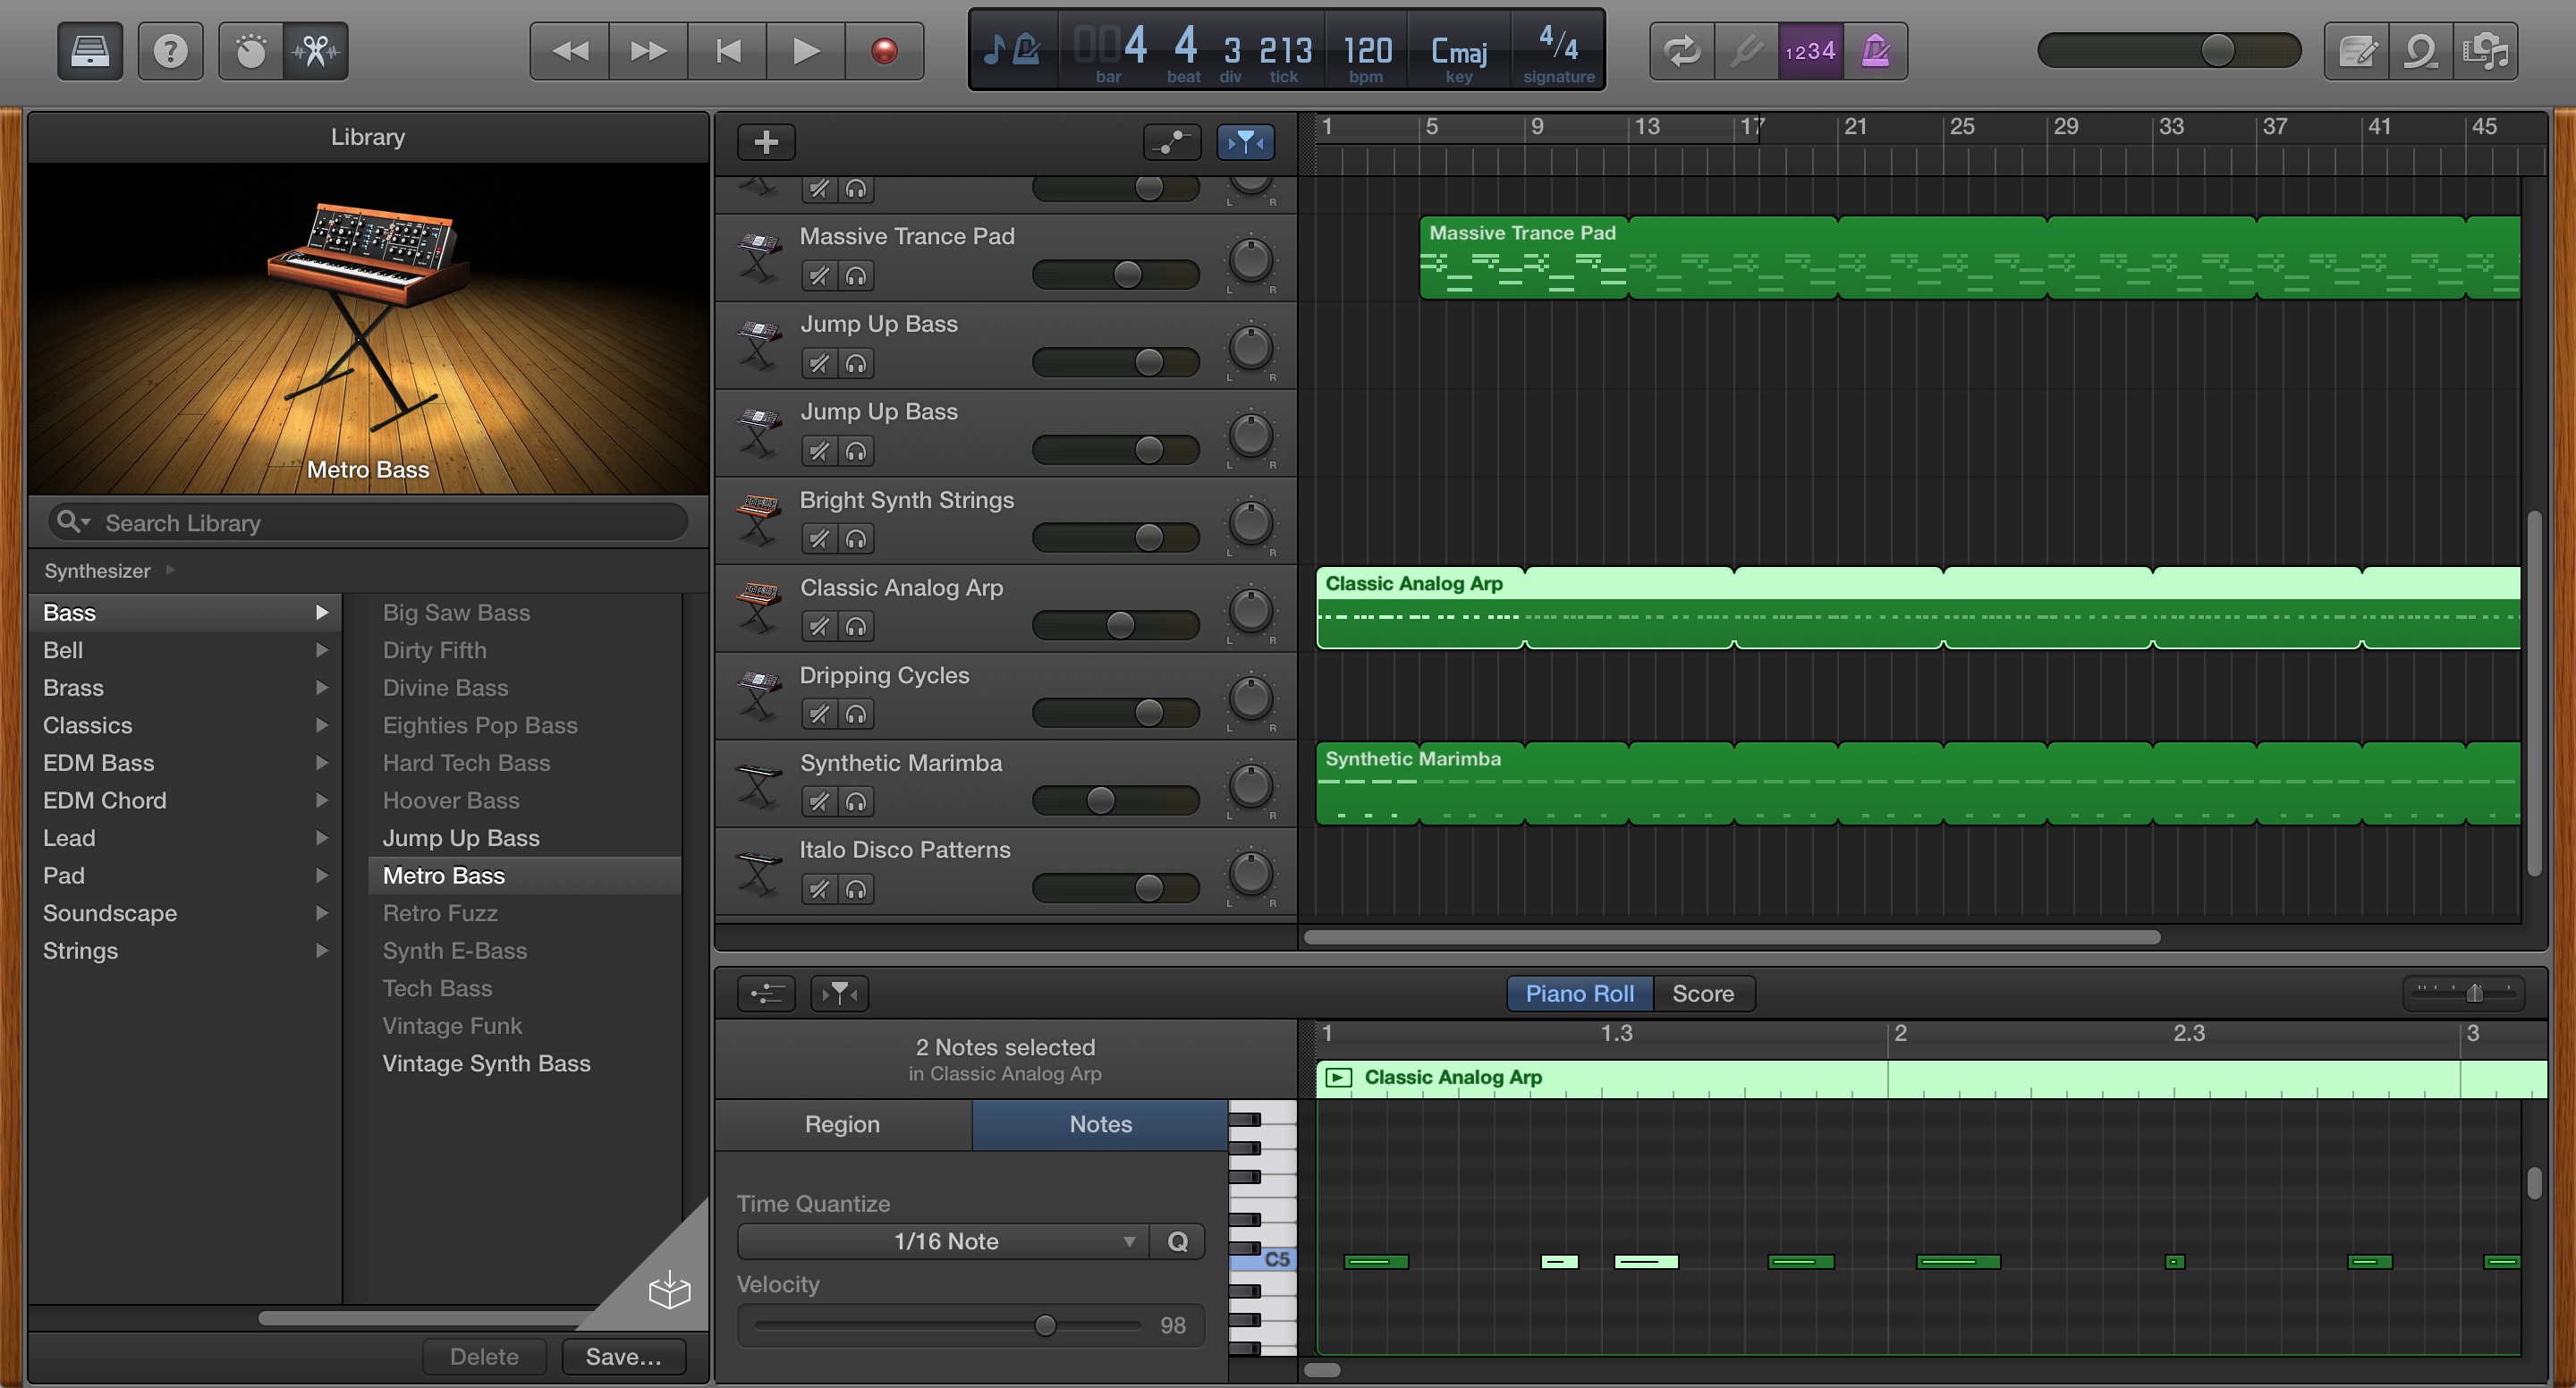 004 4 3 213 120 Cmaj 4/4
bar beat div tick bpm key signature
1234
Library
Metro Bass
Search Library
Synthesizer
Bass
Bell
Brass
Classics
EDM Bass
EDM Chord
Lead
Pad
Soundscape
Strings
Big Saw Bass
Dirty Fifth
Divine Bass
Eighties Pop Bass
Hard Tech Bass
Hoover Bass
Jump Up Bass
Metro Bass
Retro Fuzz
Synth E-Bass
Tech Bass
Vintage Funk
Vintage Synth Bass
Delete
Save...
1 5 9 13 17 21 25 29 33 37 41 45
L R
Massive Trance Pad
L R
Jump Up Bass
L R
Jump Up Bass
L R
Bright Synth Strings
L R
Classic Analog Arp
L R
Dripping Cycles
L R
Synthetic Marimba
L R
Italo Disco Patterns
L R
Massive Trance Pad
Classic Analog Arp
Synthetic Marimba
Piano Roll
Score
2 Notes selected
in Classic Analog Arp
Region
Notes
Time Quantize
1/16 Note
Q
Velocity
98
1 1.3 2 2.3 3
Classic Analog Arp
C5